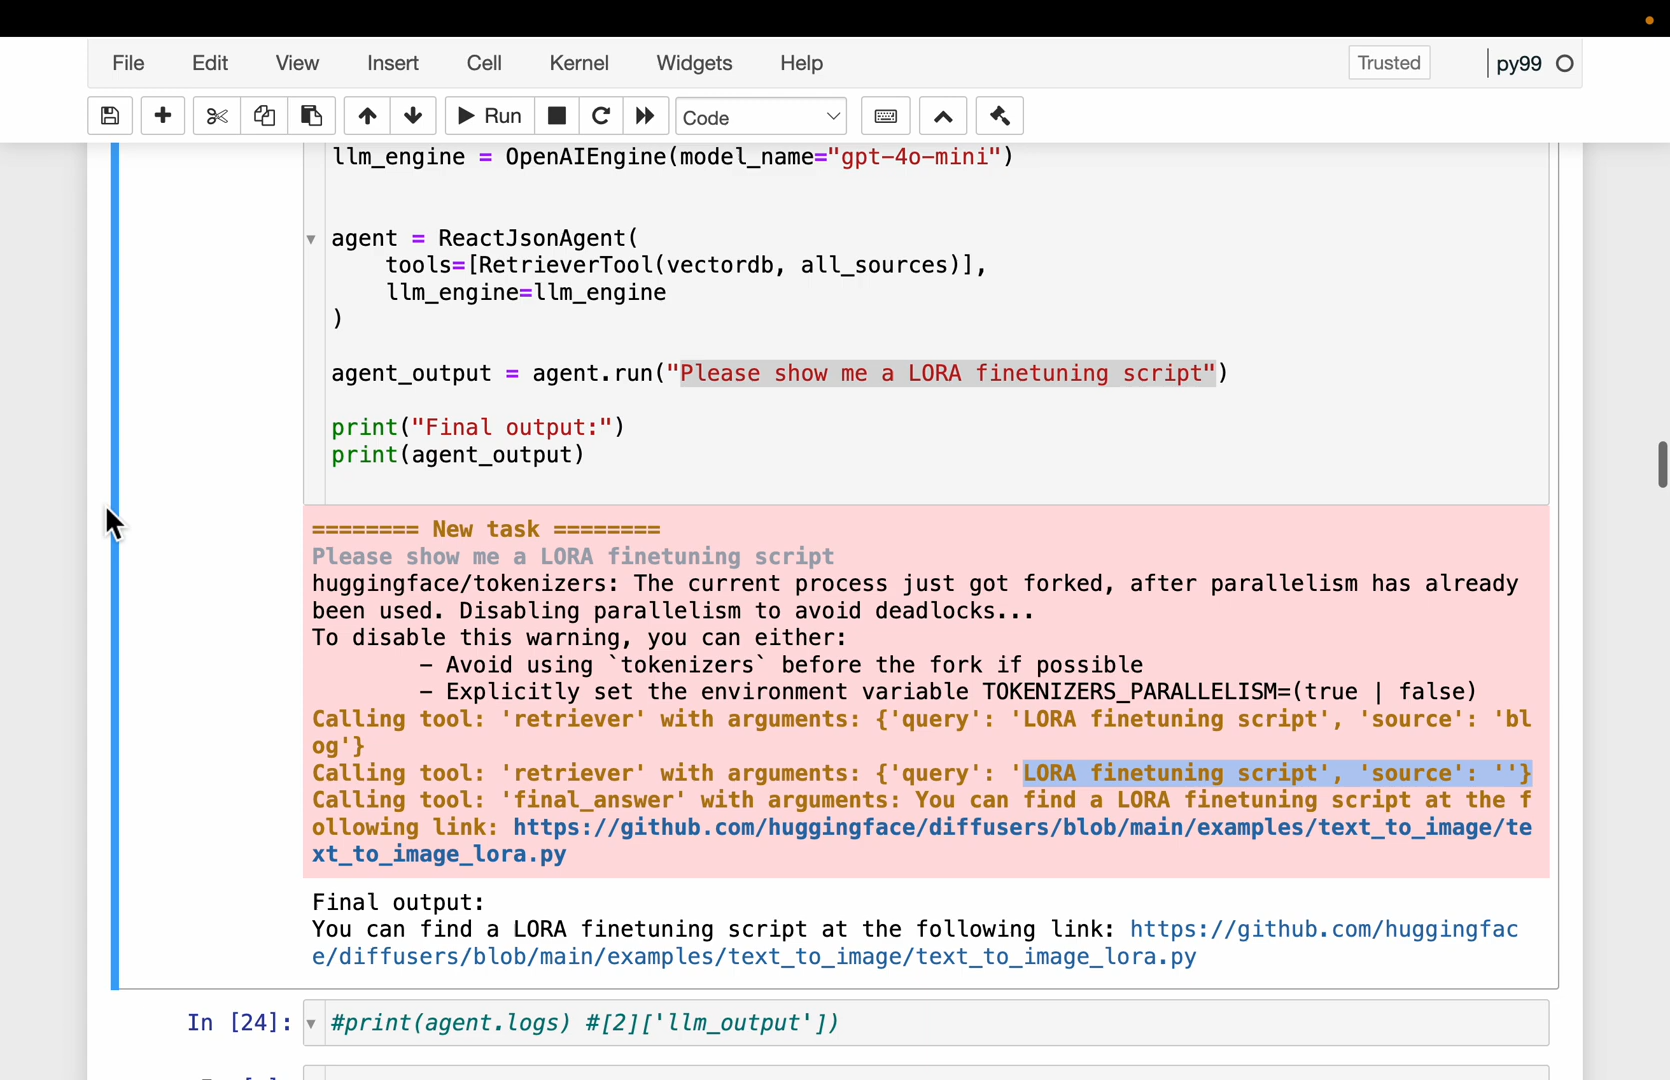 File Edit View Insert Cell Kernel Widgets Help Trusted py99
Run Code
llm_engine = OpenAIEngine(model_name="gpt-4o-mini")
agent = ReactJsonAgent(
    tools=[RetrieverTool(vectordb, all_sources)],
    llm_engine=llm_engine
)
agent_output = agent.run("Please show me a LORA finetuning script")
print("Final output:")
print(agent_output)
======== New task ========
Please show me a LORA finetuning script
huggingface/tokenizers: The current process just got forked, after parallelism has already
been used. Disabling parallelism to avoid deadlocks...
To disable this warning, you can either:
        - Avoid using `tokenizers` before the fork if possible
        - Explicitly set the environment variable TOKENIZERS_PARALLELISM=(true | false)
Calling tool: 'retriever' with arguments: {'query': 'LORA finetuning script', 'source': 'bl
og'}
Calling tool: 'retriever' with arguments: {'query': 'LORA finetuning script', 'source': ''}
Calling tool: 'final_answer' with arguments: You can find a LORA finetuning script at the f
ollowing link: https://github.com/huggingface/diffusers/blob/main/examples/text_to_image/te
xt_to_image_lora.py
Final output:
You can find a LORA finetuning script at the following link: https://github.com/huggingfac
e/diffusers/blob/main/examples/text_to_image/text_to_image_lora.py
In [24]: #print(agent.logs) #[2]['llm_output'])